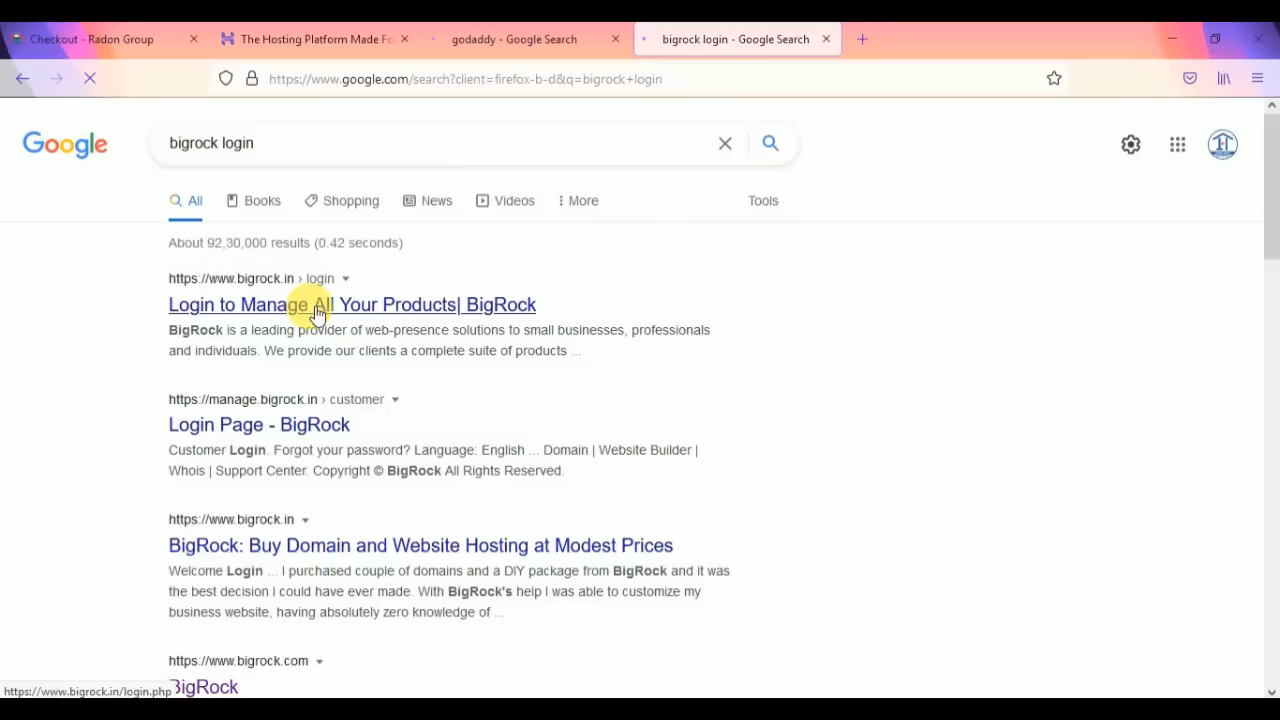 Checkout - Radon Group
The Hosting Platform Made Fo
godaddy - Google Search
bigrock login - Google Search
https://www.google.com/search?client=firefox-b-d&q=bigrock+login
Google
bigrock login
All
Books
Shopping
News
Videos
More
Tools
About 92,30,000 results (0.42 seconds)
https://www.bigrock.in › login
Login to Manage All Your Products| BigRock
BigRock is a leading provider of web-presence solutions to small businesses, professionals
and individuals. We provide our clients a complete suite of products ...
https://manage.bigrock.in › customer
Login Page - BigRock
Customer Login. Forgot your password? Language: English ... Domain | Website Builder |
Whois | Support Center. Copyright © BigRock All Rights Reserved.
https://www.bigrock.in
BigRock: Buy Domain and Website Hosting at Modest Prices
Welcome Login ... I purchased couple of domains and a DIY package from BigRock and it was
the best decision I could have ever made. With BigRock's help I was able to customize my
business website, having absolutely zero knowledge of ...
https://www.bigrock.com
BigRock
https://www.bigrock.in/login.php